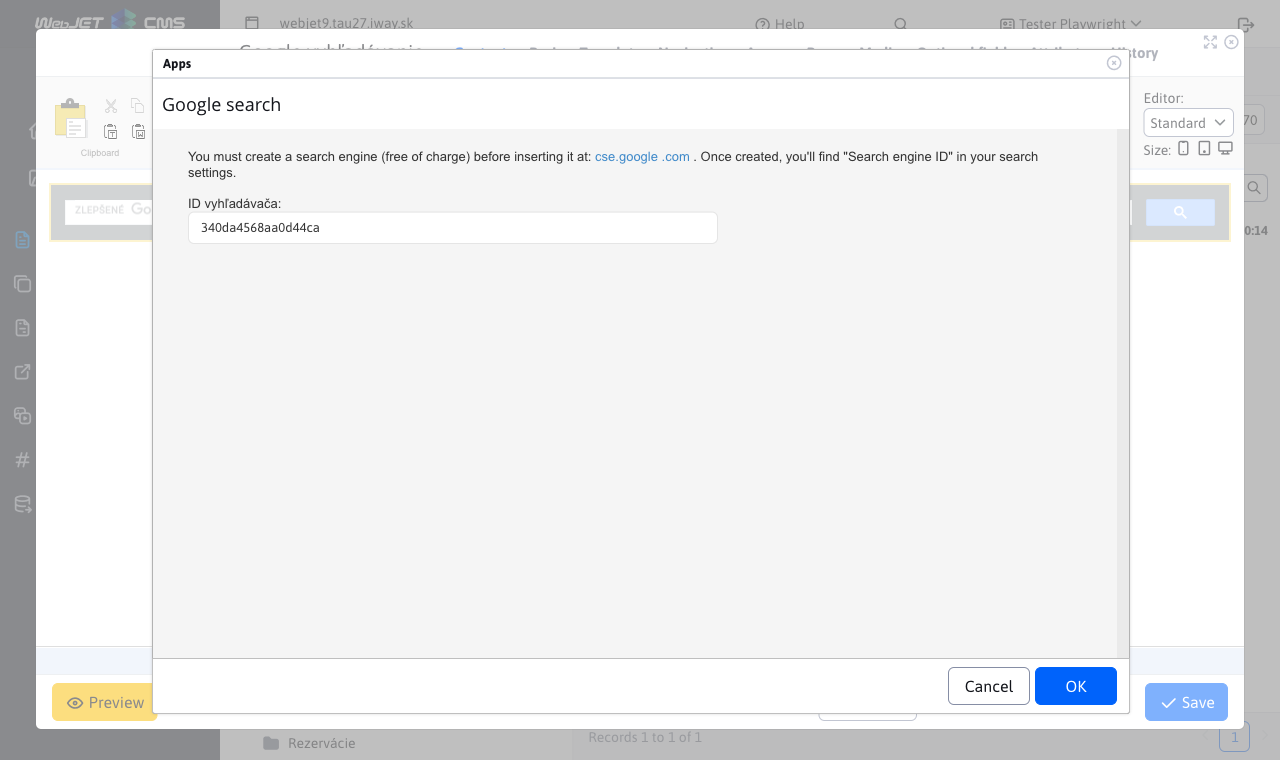 WebJET CMS
webjet9.tau27.iway.sk
Help
Tester Playwright
History
Apps
Google search
Editor:
Standard
70
Size:
Clipboard
You must create a search engine (free of charge) before inserting it at: cse.google .com . Once created, you'll find "Search engine ID" in your search
settings.
ZLEPŠENÉ
ID vyhľadávača:
340da4568aa0d44ca
0:14
Cancel
OK
Preview
Save
Rezervácie
Records 1 to 1 of 1
1